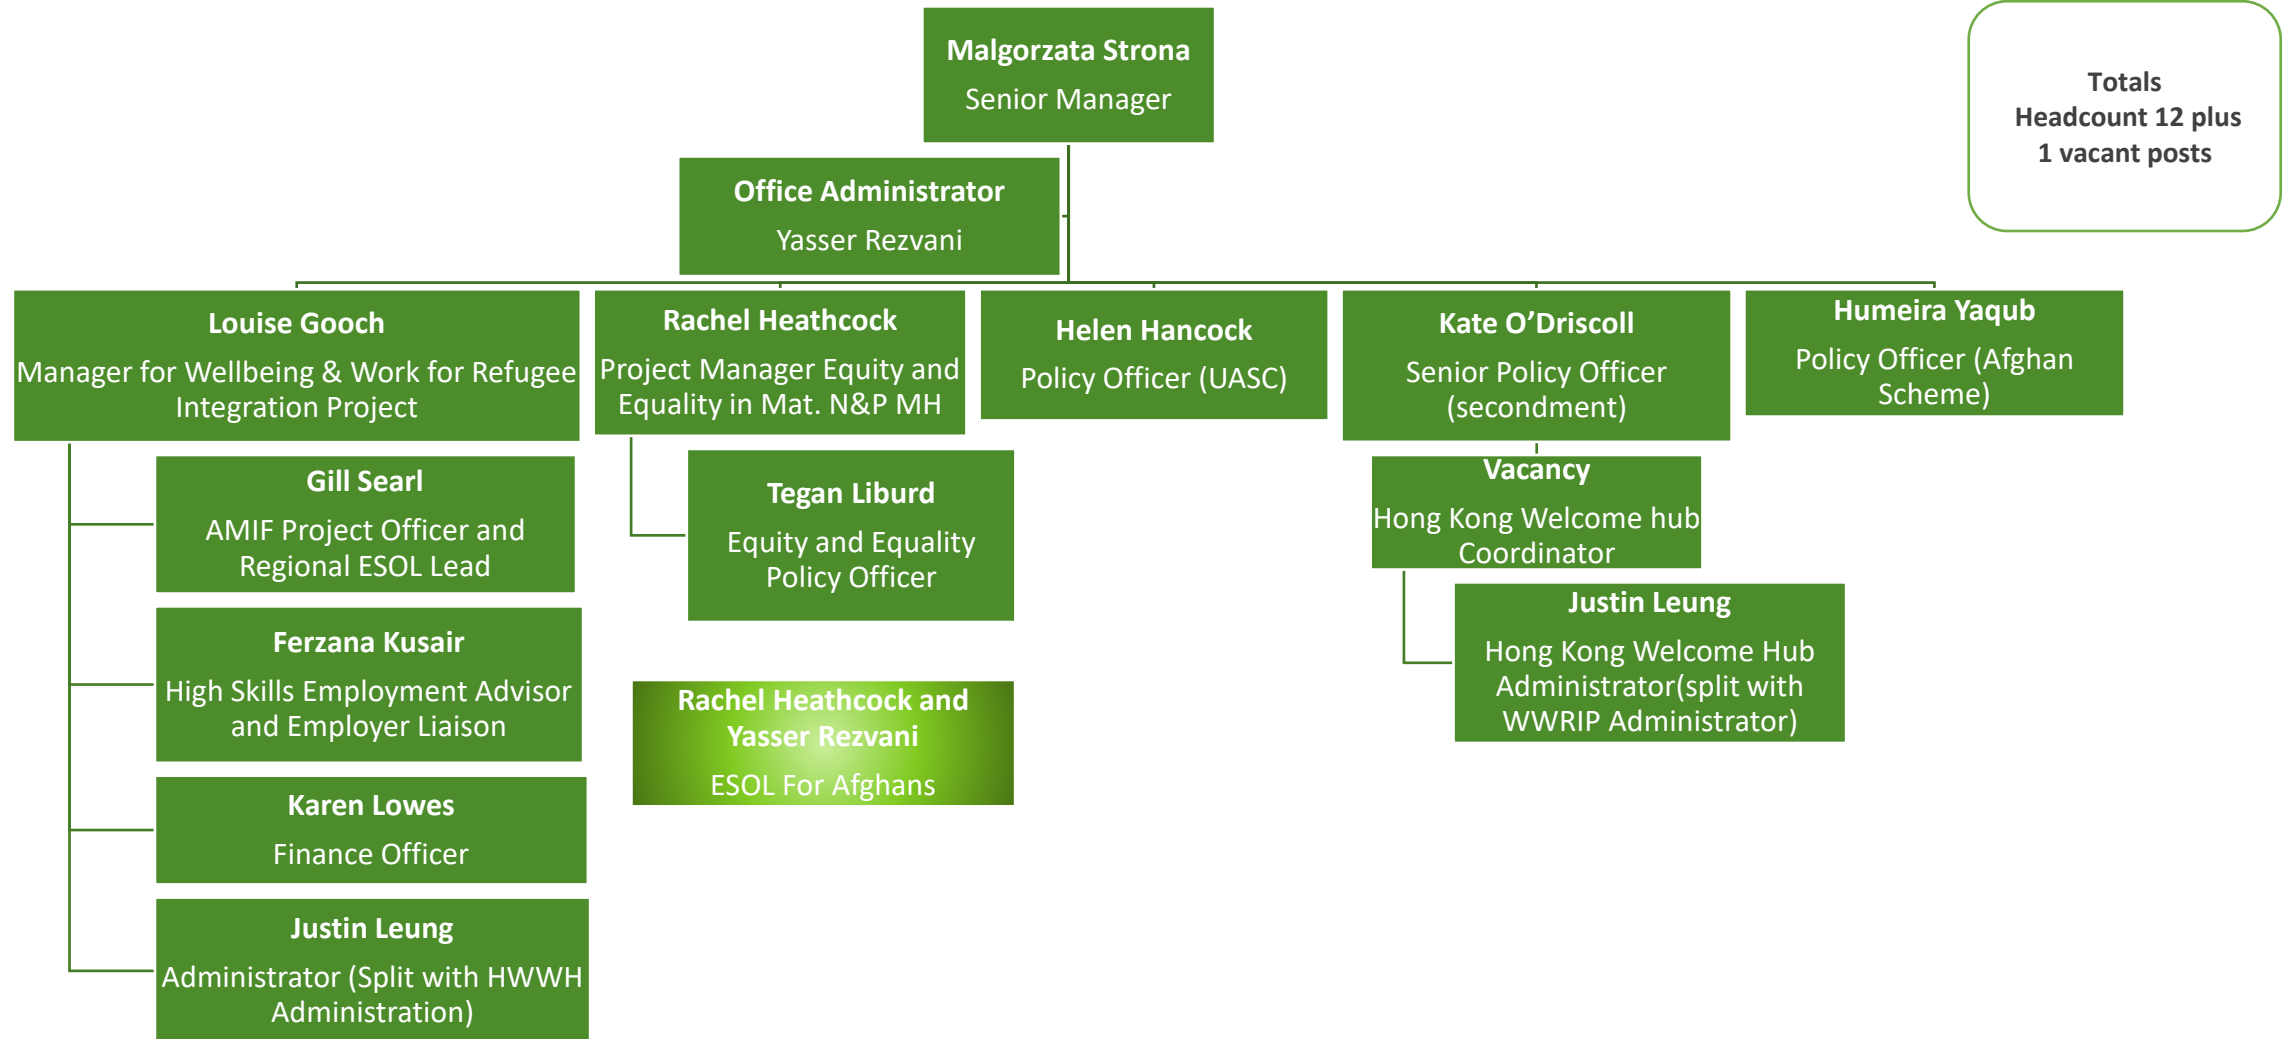 Malgorzata Strona
Senior Manager
Totals
Headcount 12 plus
1 vacant posts
Office Administrator
Yasser Rezvani
Louise Gooch
Manager for Wellbeing & Work for Refugee
Integration Project
Rachel Heathcock
Project Manager Equity and
Equality in Mat. N&P MH
Helen Hancock
Policy Officer (UASC)
Kate O’Driscoll
Senior Policy Officer
(secondment)
Humeira Yaqub
Policy Officer (Afghan
Scheme)
Gill Searl
AMIF Project Officer and
Regional ESOL Lead
Ferzana Kusair
High Skills Employment Advisor
and Employer Liaison
Karen Lowes
Finance Officer
Justin Leung
Administrator (Split with HWWH
Administration)
Tegan Liburd
Equity and Equality
Policy Officer
Rachel Heathcock and
Yasser Rezvani
ESOL For Afghans
Vacancy
Hong Kong Welcome hub
Coordinator
Justin Leung
Hong Kong Welcome Hub
Administrator(split with
WWRIP Administrator)